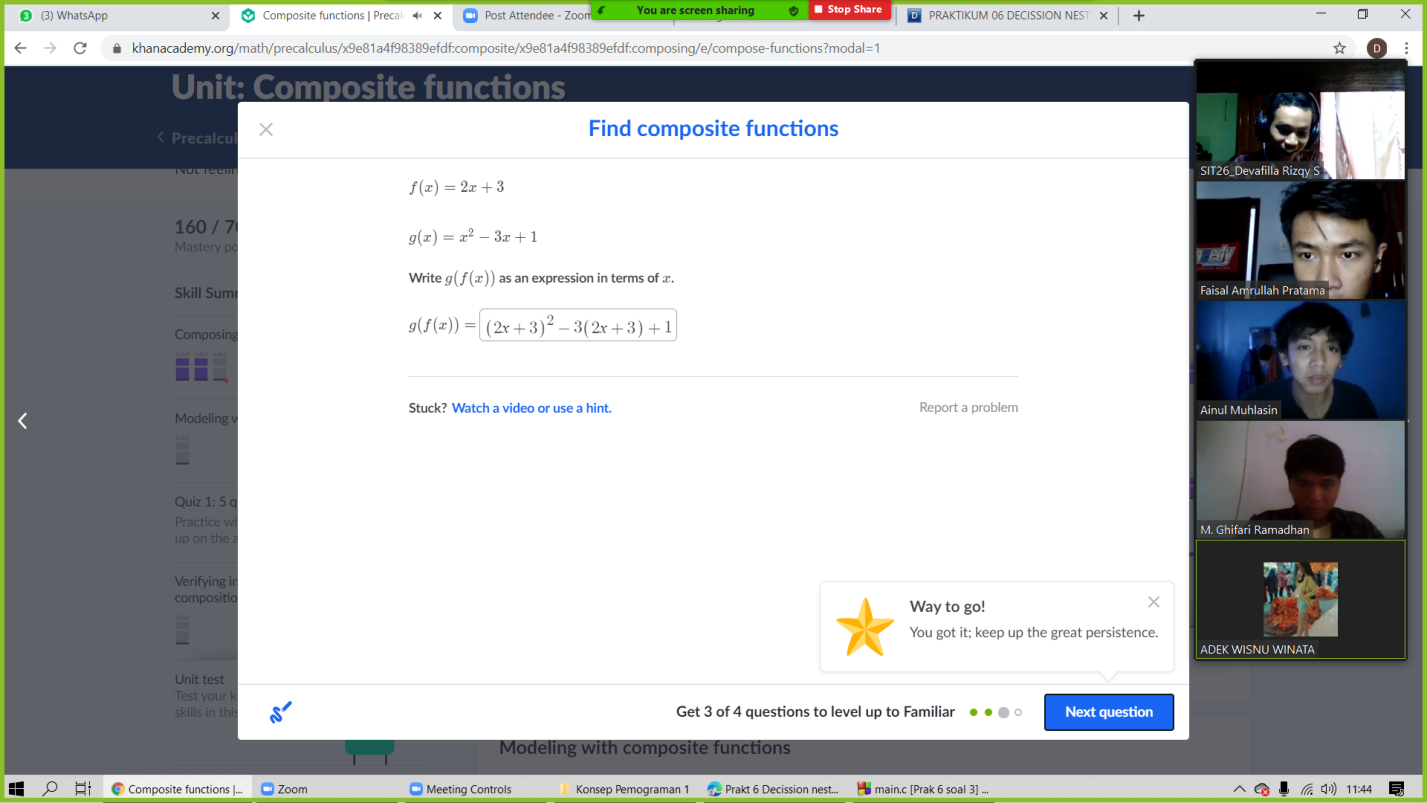 (3) WhatsApp
Composite functions | Precal
Post Attendee - Zoom
You are screen sharing
Stop Share
PRAKTIKUM 06 DECISSION NEST
khanacademy.org/math/precalculus/x9e81a4f98389efdf:composite/x9e81a4f98389efdf:composing/e/compose-functions?modal=1
D
Unit: Composite functions
Precalcul
Not feelin
160 / 70
Mastery po
Skill Summ
Composing
Modeling w
Quiz 1: 5 q
Practice wh
up on the a
Verifying in
compositio
Unit test
Test your k
skills in this
Find composite functions
f(x) = 2x + 3
g(x) = x² − 3x + 1
Write g(f(x)) as an expression in terms of x.
g(f(x)) = (2x + 3)² − 3(2x + 3) + 1
Stuck? Watch a video or use a hint.
Report a problem
Way to go!
You got it; keep up the great persistence.
Get 3 of 4 questions to level up to Familiar
Next question
Modeling with composite functions
SIT26_Devafilla Rizqy S
Faisal Amrullah Pratama
Ainul Muhlasin
M. Ghifari Ramadhan
ADEK WISNU WINATA
Composite functions |...
Zoom
Meeting Controls
Konsep Pemograman 1
Prakt 6 Decission nest...
main.c [Prak 6 soal 3] ...
11:44